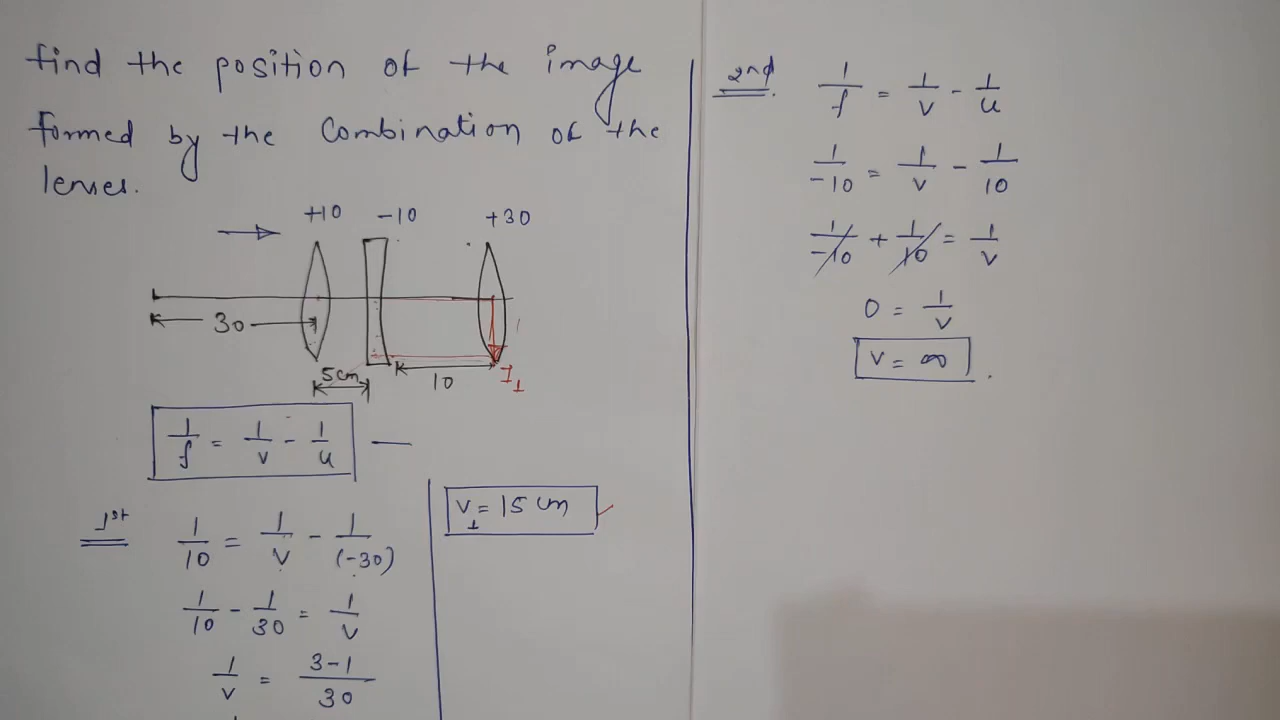 find the position of the image
formed by the combination of the
lenses.
+10 -10 +30
30
5cm
10
I₁
1/f = 1/v - 1/u —
1st
1/10 = 1/v - 1/(-30)
1/10 - 1/30 = 1/v
1/v = 3-1/30
v₁ = 15 cm
2nd.
1/f = 1/v - 1/u
1/-10 = 1/v - 1/10
1/-10 + 1/10 = 1/v
0 = 1/v
v = ∞.